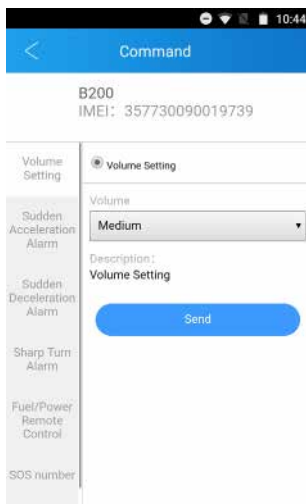 10:44
Command
B200
IMEI: 357730090019739
Volume
Setting
Sudden
Acceleration
Alarm
Sudden
Deceleration
Alarm
Sharp Turn
Alarm
Fuel/Power
Remote
Control
SOS number
Volume Setting
Volume
Medium
Description:
Volume Setting
Send